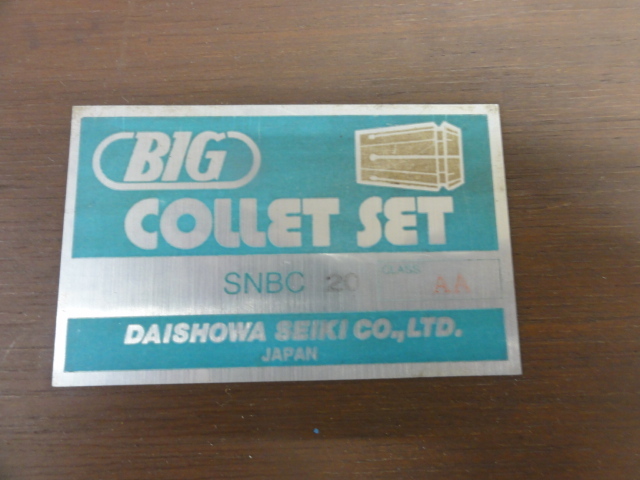 BIG
COLLET SET
SNBC 20 CLASS AA
DAISHOWA SEIKI CO.,LTD.
JAPAN